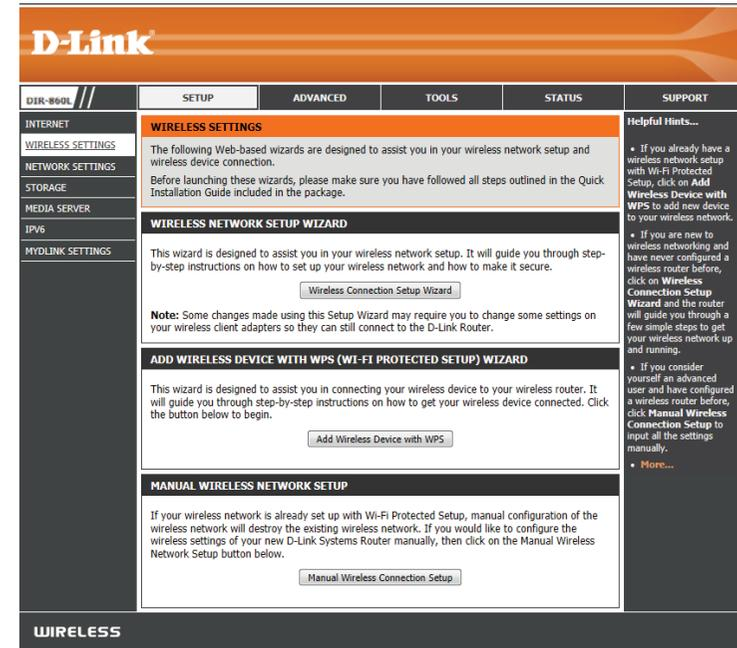 D-Link
DIR-860L
SETUP
ADVANCED
TOOLS
STATUS
SUPPORT
INTERNET
WIRELESS SETTINGS
NETWORK SETTINGS
STORAGE
MEDIA SERVER
IPV6
MYDLINK SETTINGS
WIRELESS SETTINGS
The following Web-based wizards are designed to assist you in your wireless network setup and
wireless device connection.
Before launching these wizards, please make sure you have followed all steps outlined in the Quick
Installation Guide included in the package.
WIRELESS NETWORK SETUP WIZARD
This wizard is designed to assist you in your wireless network setup. It will guide you through step-
by-step instructions on how to set up your wireless network and how to make it secure.
Wireless Connection Setup Wizard
Note: Some changes made using this Setup Wizard may require you to change some settings on
your wireless client adapters so they can still connect to the D-Link Router.
ADD WIRELESS DEVICE WITH WPS (WI-FI PROTECTED SETUP) WIZARD
This wizard is designed to assist you in connecting your wireless device to your wireless router. It
will guide you through step-by-step instructions on how to get your wireless device connected. Click
the button below to begin.
Add Wireless Device with WPS
MANUAL WIRELESS NETWORK SETUP
If your wireless network is already set up with Wi-Fi Protected Setup, manual configuration of the
wireless network will destroy the existing wireless network. If you would like to configure the
wireless settings of your new D-Link Systems Router manually, then click on the Manual Wireless
Network Setup button below.
Manual Wireless Connection Setup
Helpful Hints...
• If you already have a
wireless network setup
with Wi-Fi Protected
Setup, click on Add
Wireless Device with
WPS to add new device
to your wireless network.
• If you are new to
wireless networking and
have never configured a
wireless router before,
click on Wireless
Connection Setup
Wizard and the router
will guide you through a
few simple steps to get
your wireless network up
and running.
• If you consider
yourself an advanced
user and have configured
a wireless router before,
click Manual Wireless
Connection Setup to
input all the settings
manually.
• More...
WIRELESS